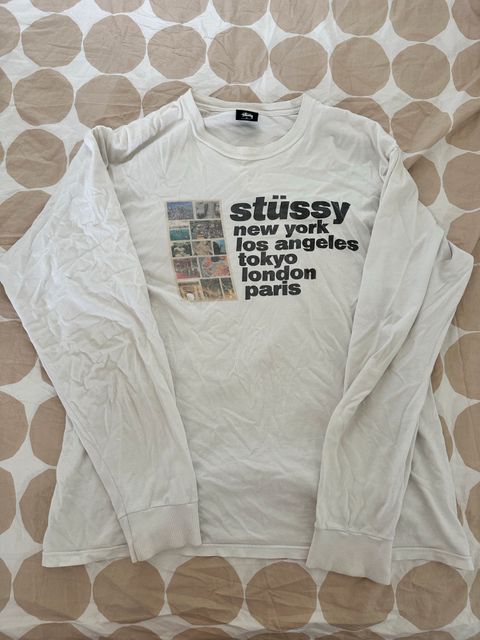 stüssy
new york
los angeles
tokyo
london
paris